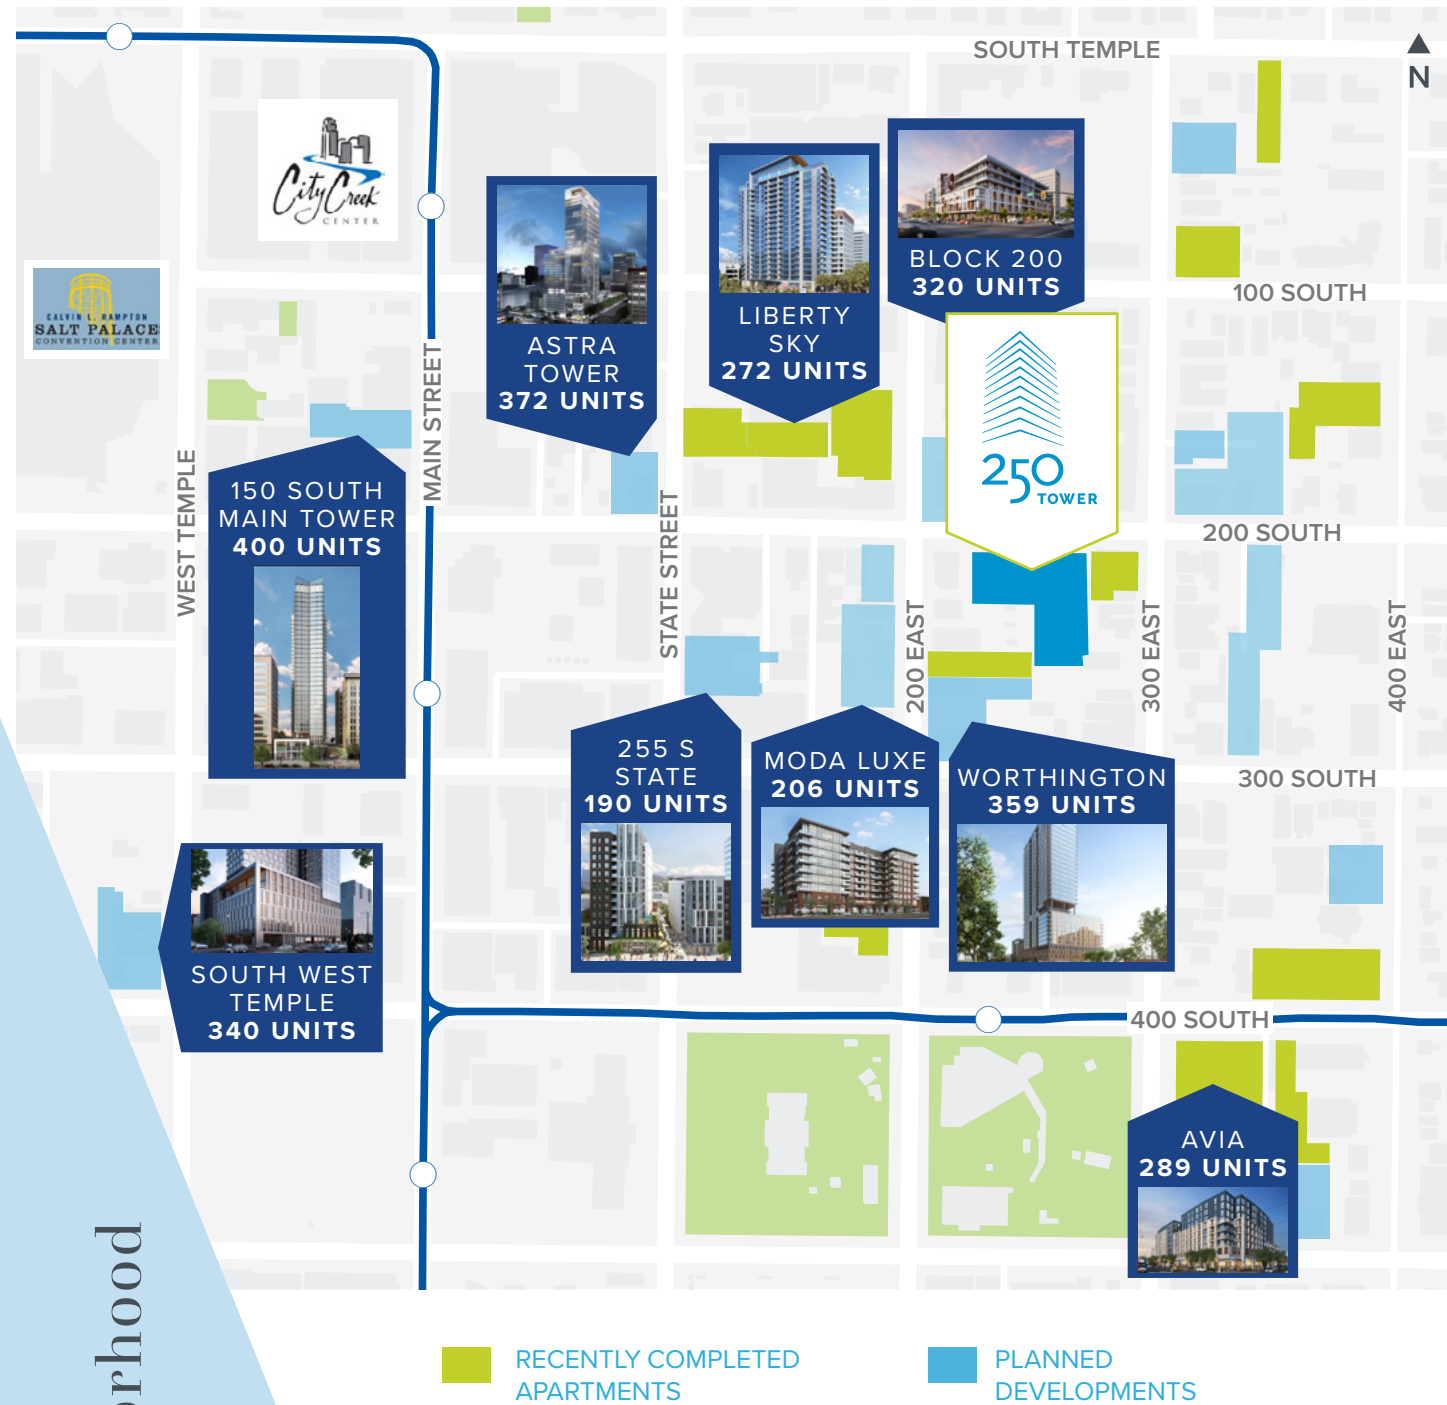 SOUTH TEMPLE
N
City Creek
CENTER
CALVIN L. RAMPTON
SALT PALACE
CONVENTION CENTER
ASTRA
TOWER
372 UNITS
LIBERTY
SKY
272 UNITS
BLOCK 200
320 UNITS
100 SOUTH
250
TOWER
MAIN STREET
WEST TEMPLE
150 SOUTH
MAIN TOWER
400 UNITS
STATE STREET
200 SOUTH
200 EAST
300 EAST
400 EAST
255 S
STATE
190 UNITS
MODA LUXE
206 UNITS
WORTHINGTON
359 UNITS
300 SOUTH
SOUTH WEST
TEMPLE
340 UNITS
400 SOUTH
AVIA
289 UNITS
orhood
RECENTLY COMPLETED
APARTMENTS
PLANNED
DEVELOPMENTS